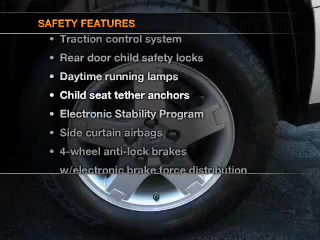 SAFETY FEATURES
• Traction control system
• Rear door child safety locks
• Daytime running lamps
• Child seat tether anchors
• Electronic Stability Program
• Side curtain airbags
• 4-wheel anti-lock brakes
w/electronic brake force distribution